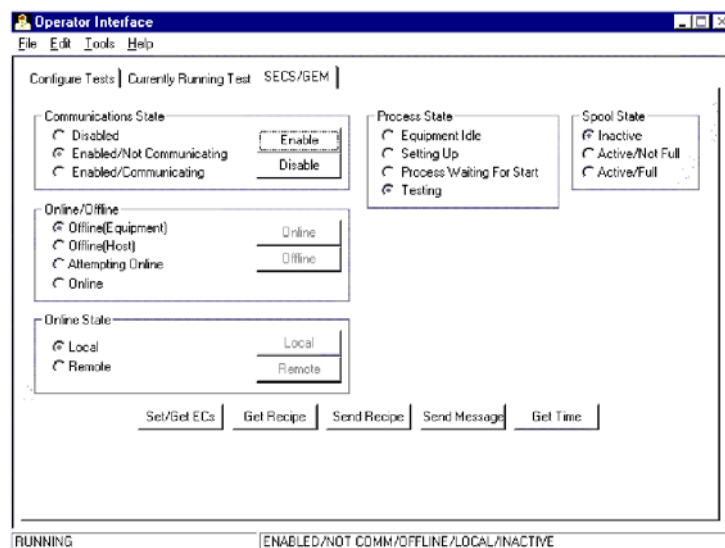 Operator Interface
File Edit Tools Help
Configure Tests Currently Running Test SECS/GEM
Communications State
Disabled
Enabled/Not Communicating
Enabled/Communicating
Enable
Disable
Process State
Equipment Idle
Setting Up
Process Waiting For Start
Testing
Spool State
Inactive
Active/Not Full
Active/Full
Online/Offline
Offline(Equipment)
Offline(Host)
Attempting Online
Online
Online
Offline
Online State
Local
Remote
Local
Remote
Set/Get ECs Get Recipe Send Recipe Send Message Get Time
RUNNING ENABLED/NOT COMM/OFFLINE/LOCAL/INACTIVE